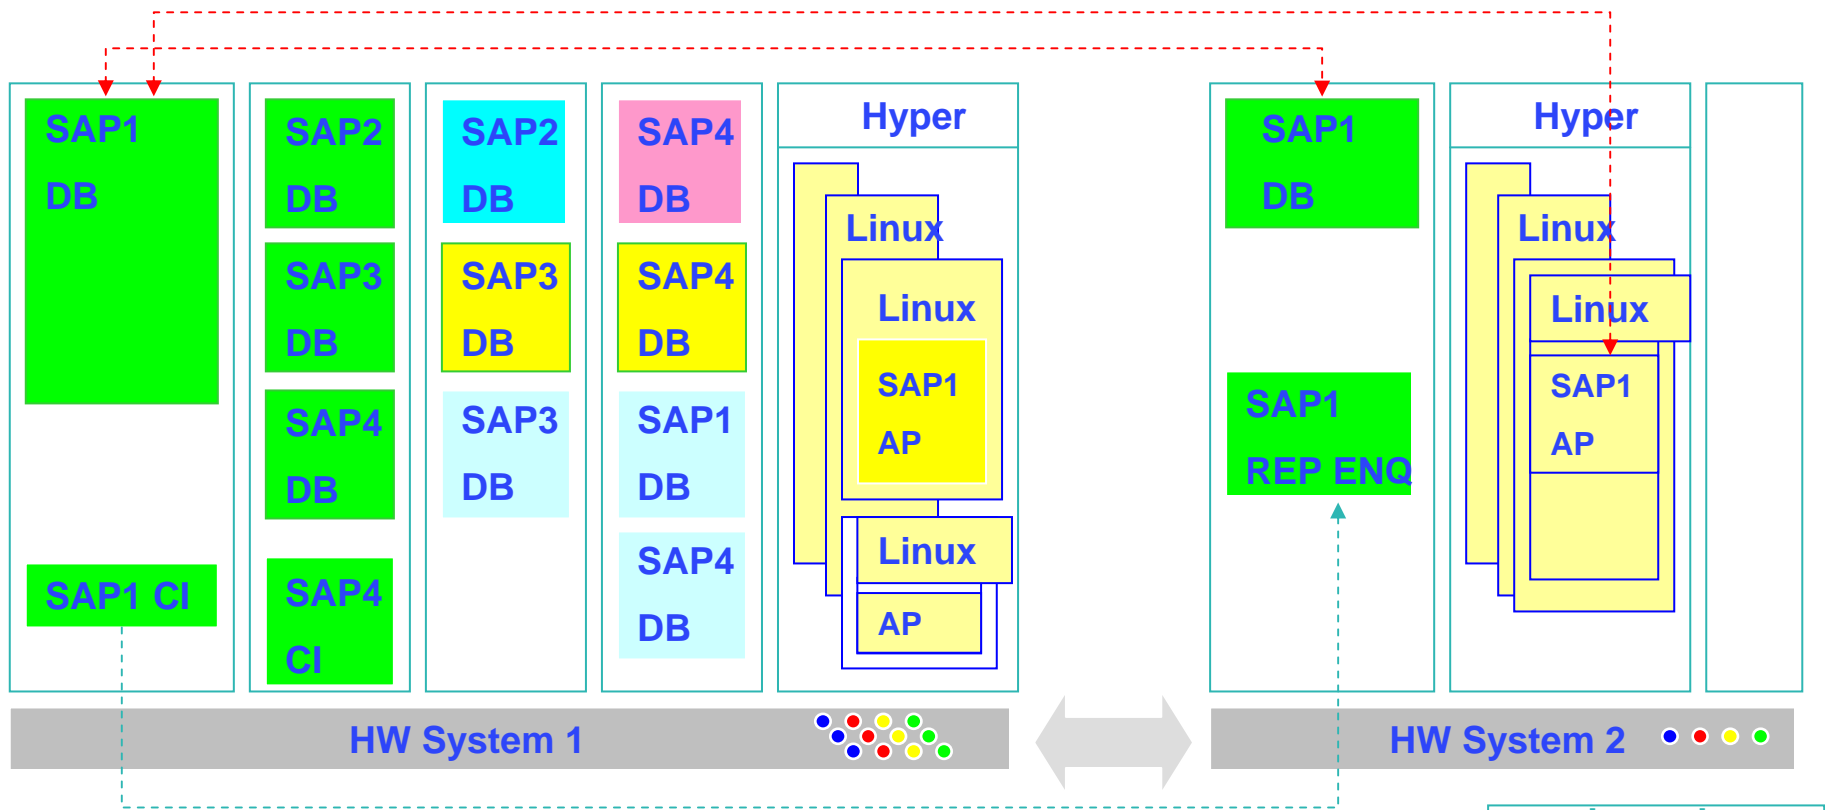 SAP1
DB
SAP1 CI
SAP2
DB
SAP3
DB
SAP4
DB
SAP4
CI
SAP2
DB
SAP3
DB
SAP3
DB
SAP4
DB
SAP4
DB
SAP1
DB
SAP4
DB
Hyper
Linux
Linux
SAP1
AP
Linux
AP
HW System 1
SAP1
DB
SAP1
REP ENQ
Hyper
Linux
Linux
SAP1
AP
HW System 2